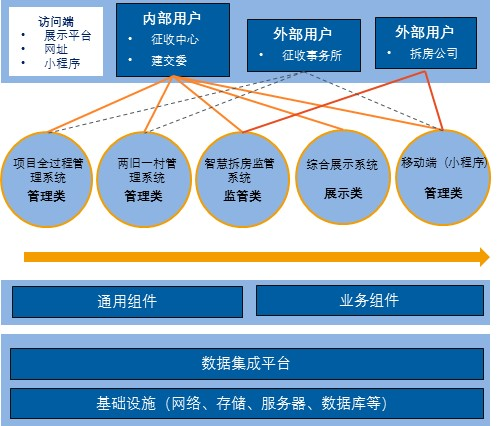 访问端
• 展示平台
• 网址
• 小程序
内部用户
• 征收中心
• 建交委
外部用户
• 征收事务所
外部用户
• 拆房公司
项目全过程管
理系统
管理类
两旧一村管
理系统
管理类
智慧拆房监管
系统
监管类
综合展示系统
展示类
移动端（小程序）
管理类
通用组件
业务组件
数据集成平台
基础设施（网络、存储、服务器、数据库等）